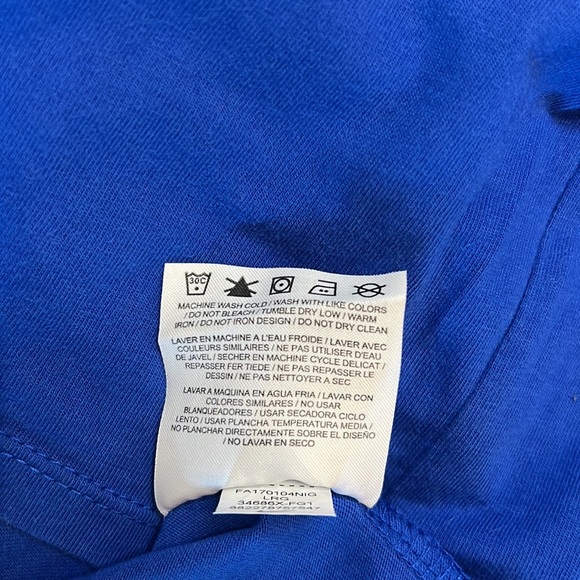 30C
MACHINE WASH COLD / WASH WITH LIKE COLORS
/ DO NOT BLEACH / TUMBLE DRY LOW / WARM
IRON / DO NOT IRON DESIGN / DO NOT DRY CLEAN
LAVER EN MACHINE A L'EAU FROIDE / LAVER AVEC
COULEURS SIMILAIRES / NE PAS UTILISER D'EAU
DE JAVEL / SECHER EN MACHINE CYCLE DELICAT /
REPASSER FER TIEDE / NE PAS REPASSER LE
DESSIN / NE PAS NETTOYER A SEC
LAVAR A MAQUINA EN AGUA FRIA / LAVAR CON
COLORES SIMILARES / NO USAR
BLANQUEADORES / USAR SECADORA CICLO
LENTO / USAR PLANCHA TEMPERATURA MEDIA /
NO PLANCHAR DIRECTAMENTE SOBRE EL DISEÑO
/ NO LAVAR EN SECO
FA170104NIG
LRG
34686X-FG1